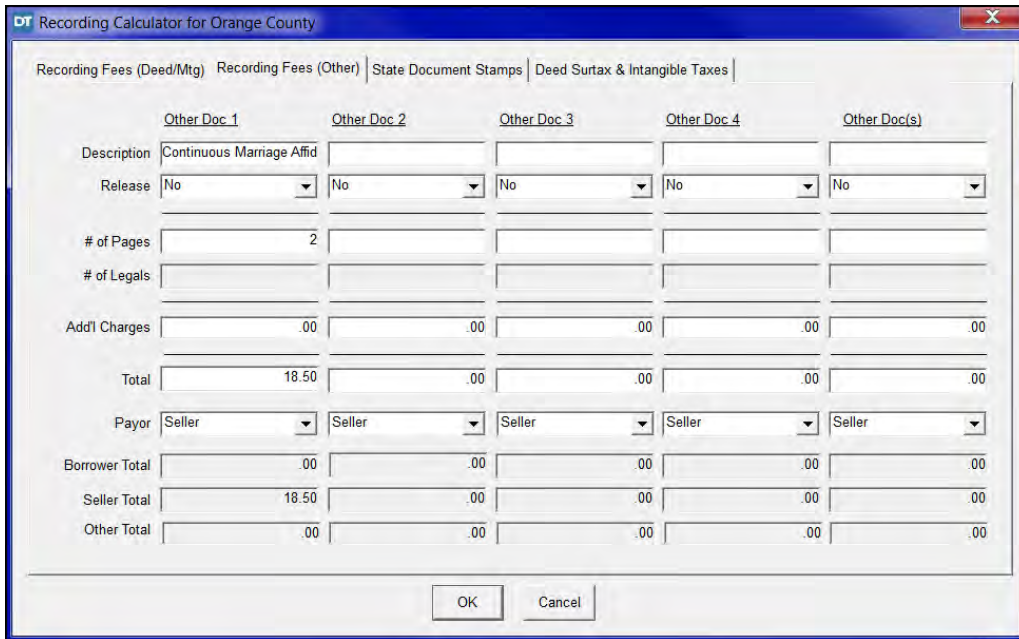 DT Recording Calculator for Orange County X
Recording Fees (Deed/Mtg) Recording Fees (Other) State Document Stamps Deed Surtax & Intangible Taxes
Other Doc 1 Other Doc 2 Other Doc 3 Other Doc 4 Other Doc(s)
Description Continuous Marriage Affid
Release No No No No No
# of Pages 2
# of Legals
Add'l Charges .00 .00 .00 .00 .00
Total 18.50 .00 .00 .00 .00
Payor Seller Seller Seller Seller Seller
Borrower Total .00 .00 .00 .00 .00
Seller Total 18.50 .00 .00 .00 .00
Other Total .00 .00 .00 .00 .00
OK Cancel